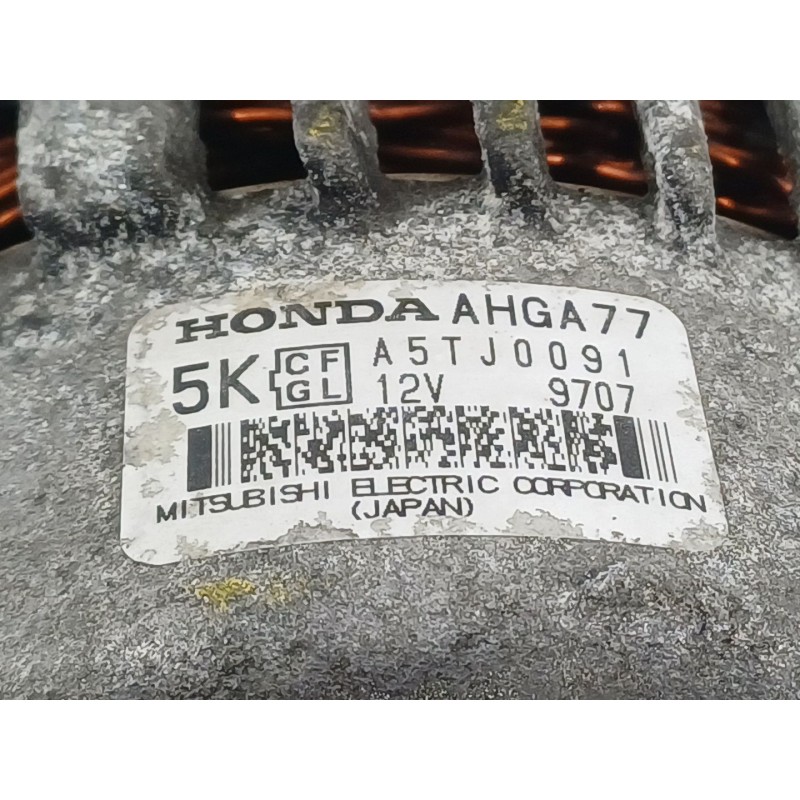 HONDA AHGA77
5K CF GL A5TJ0091
12V 9707
MITSUBISHI ELECTRIC CORPORATION
(JAPAN)